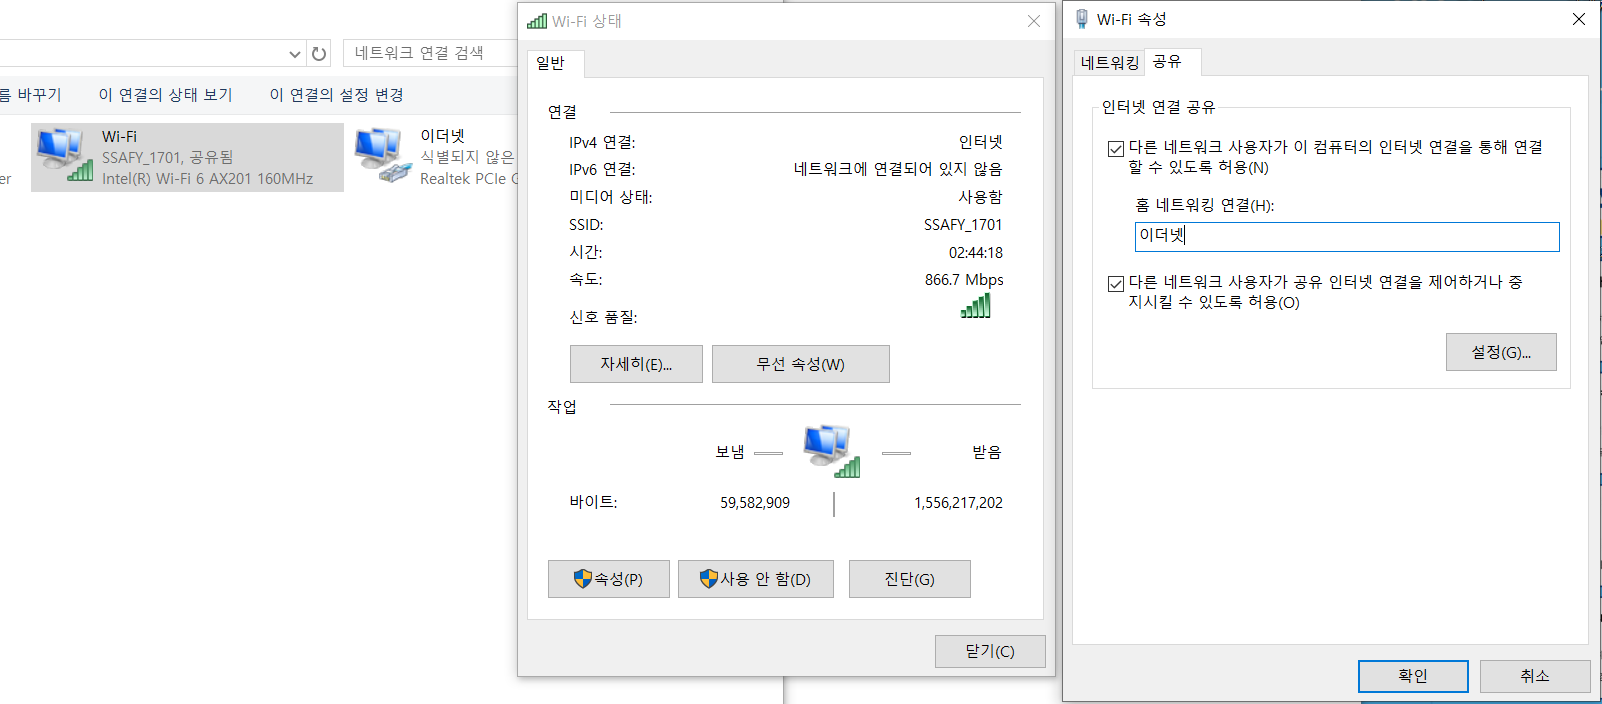 네트워크 연결 검색
름 바꾸기 이 연결의 상태 보기 이 연결의 설정 변경
er
Wi-Fi
SSAFY_1701, 공유됨
Intel(R) Wi-Fi 6 AX201 160MHz
이더넷
식별되지 않은
Realtek PCIe
Wi-Fi 상태
일반
연결
IPv4 연결: 인터넷
IPv6 연결: 네트워크에 연결되어 있지 않음
미디어 상태: 사용함
SSID: SSAFY_1701
시간: 02:44:18
속도: 866.7 Mbps
신호 품질:
자세히(E)... 무선 속성(W)
작업
보냄 받음
바이트: 59,582,909 1,556,217,202
속성(P) 사용 안 함(D) 진단(G)
닫기(C)
Wi-Fi 속성
네트워킹 공유
인터넷 연결 공유
다른 네트워크 사용자가 이 컴퓨터의 인터넷 연결을 통해 연결
할 수 있도록 허용(N)
홈 네트워킹 연결(H):
이더넷
다른 네트워크 사용자가 공유 인터넷 연결을 제어하거나 중
지시킬 수 있도록 허용(O)
설정(G)...
확인 취소